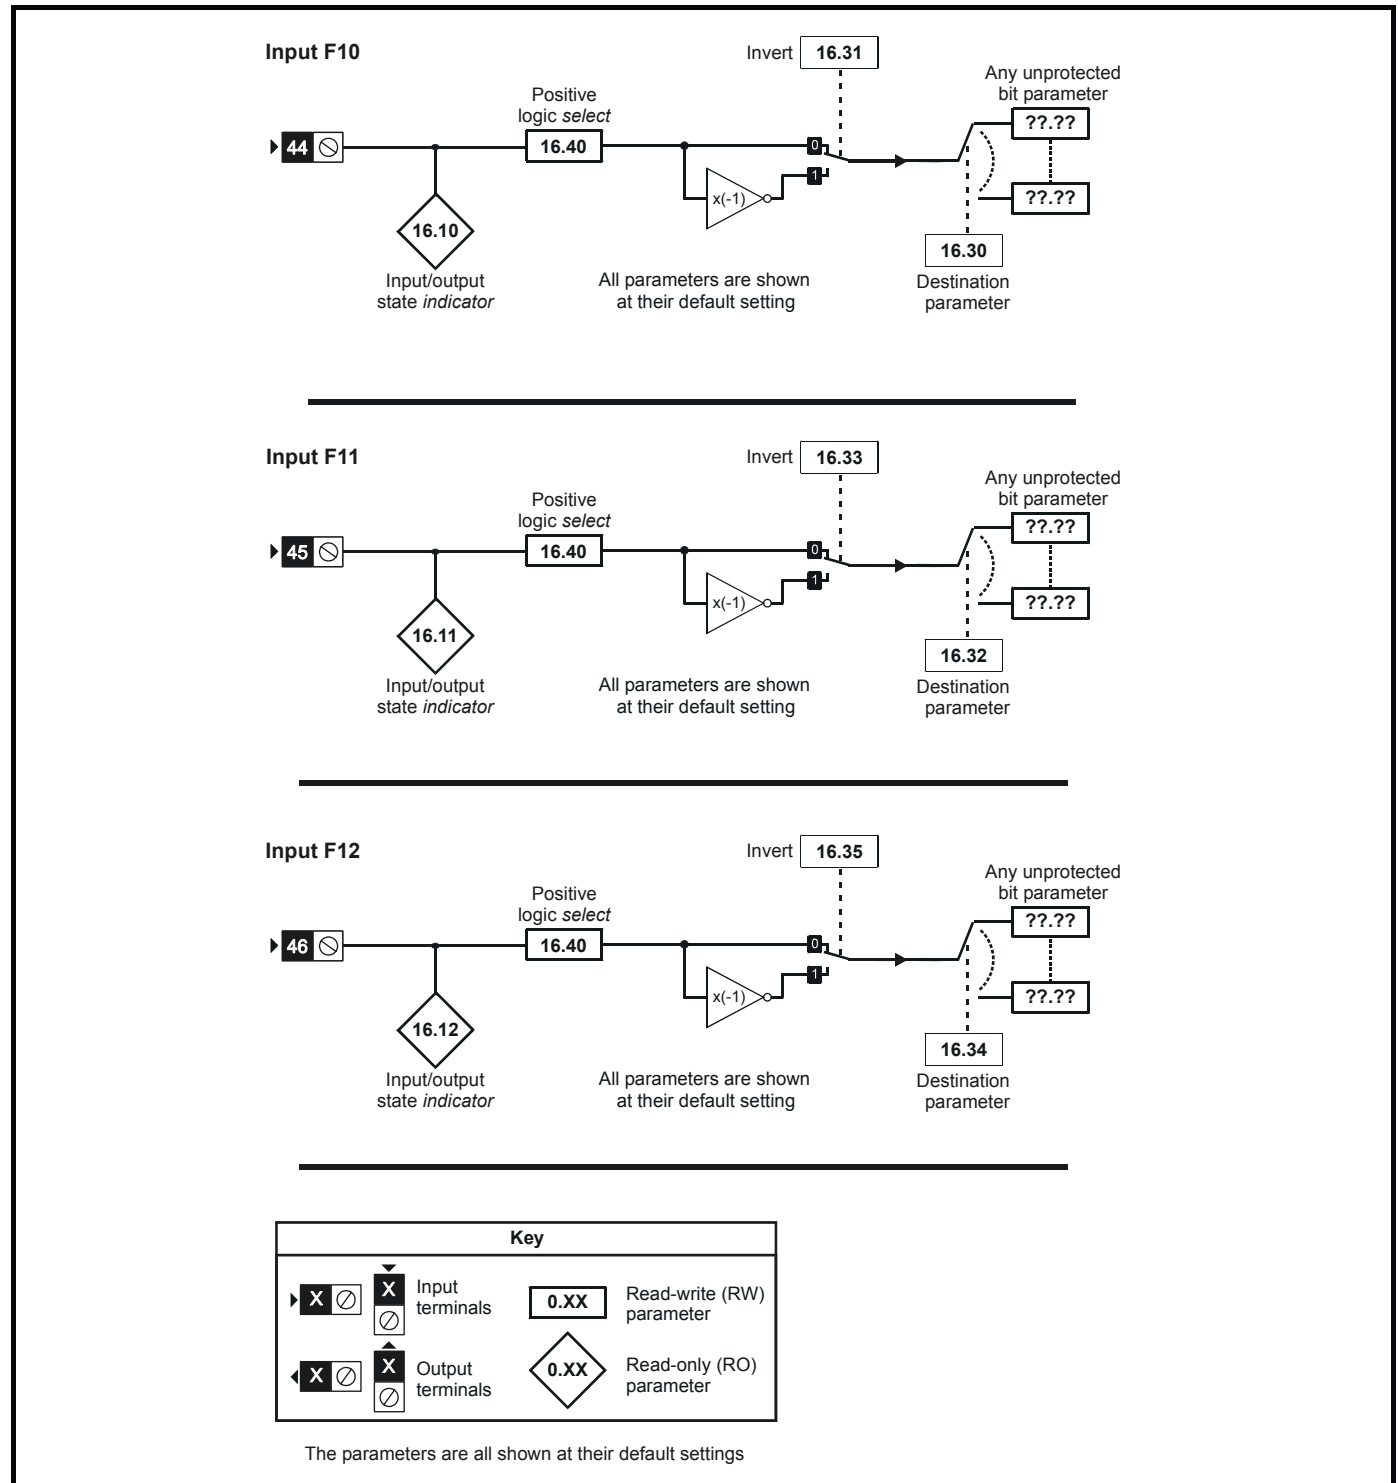 Input F10
Invert 16.31
Any unprotected
bit parameter
Positive
logic select
??.??
44
16.40
0
1
x(-1)
??.??
16.10
16.30
Input/output
state indicator
All parameters are shown
at their default setting
Destination
parameter
Input F11
Invert 16.33
Any unprotected
bit parameter
Positive
logic select
??.??
45
16.40
0
1
x(-1)
??.??
16.11
16.32
Input/output
state indicator
All parameters are shown
at their default setting
Destination
parameter
Input F12
Invert 16.35
Any unprotected
bit parameter
Positive
logic select
??.??
46
16.40
0
1
x(-1)
??.??
16.12
16.34
Input/output
state indicator
All parameters are shown
at their default setting
Destination
parameter
Key
X
X
Input
terminals
0.XX
Read-write (RW)
parameter
X
X
Output
terminals
0.XX
Read-only (RO)
parameter
The parameters are all shown at their default settings